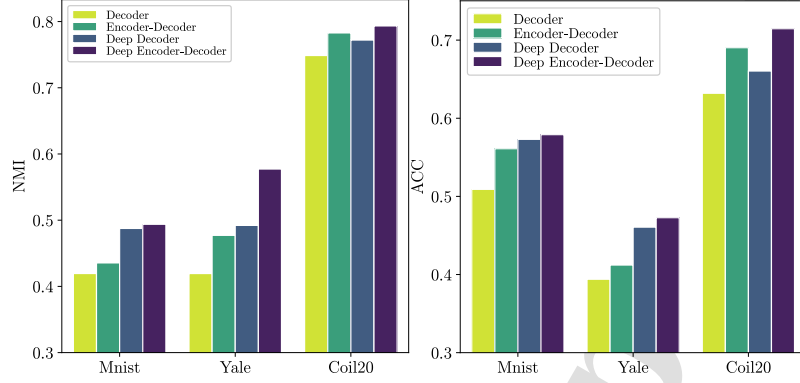 Decoder
Encoder-Decoder
Deep Decoder
Deep Encoder-Decoder
0.8
0.7
0.6
0.5
0.4
0.3
NMI
Mnist Yale Coil20
Decoder
Encoder-Decoder
Deep Decoder
Deep Encoder-Decoder
0.7
0.6
0.5
0.4
0.3
ACC
Mnist Yale Coil20